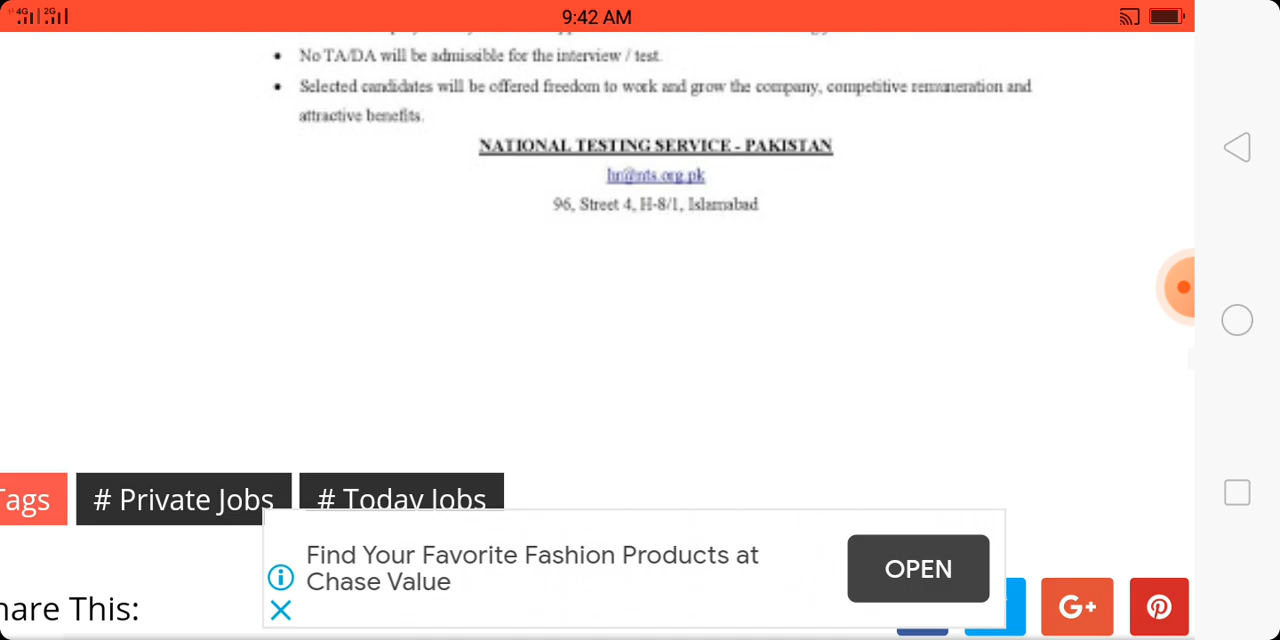 4G 2G
9:42 AM
• No TA/DA will be admissible for the interview / test.
• Selected candidates will be offered freedom to work and grow the company, competitive remuneration and
attractive benefits.
NATIONAL TESTING SERVICE - PAKISTAN
hr@nts.org.pk
96, Street 4, H-8/1, Islamabad
Tags
# Private Jobs
# Today Jobs
Find Your Favorite Fashion Products at
Chase Value
OPEN
hare This:
G+